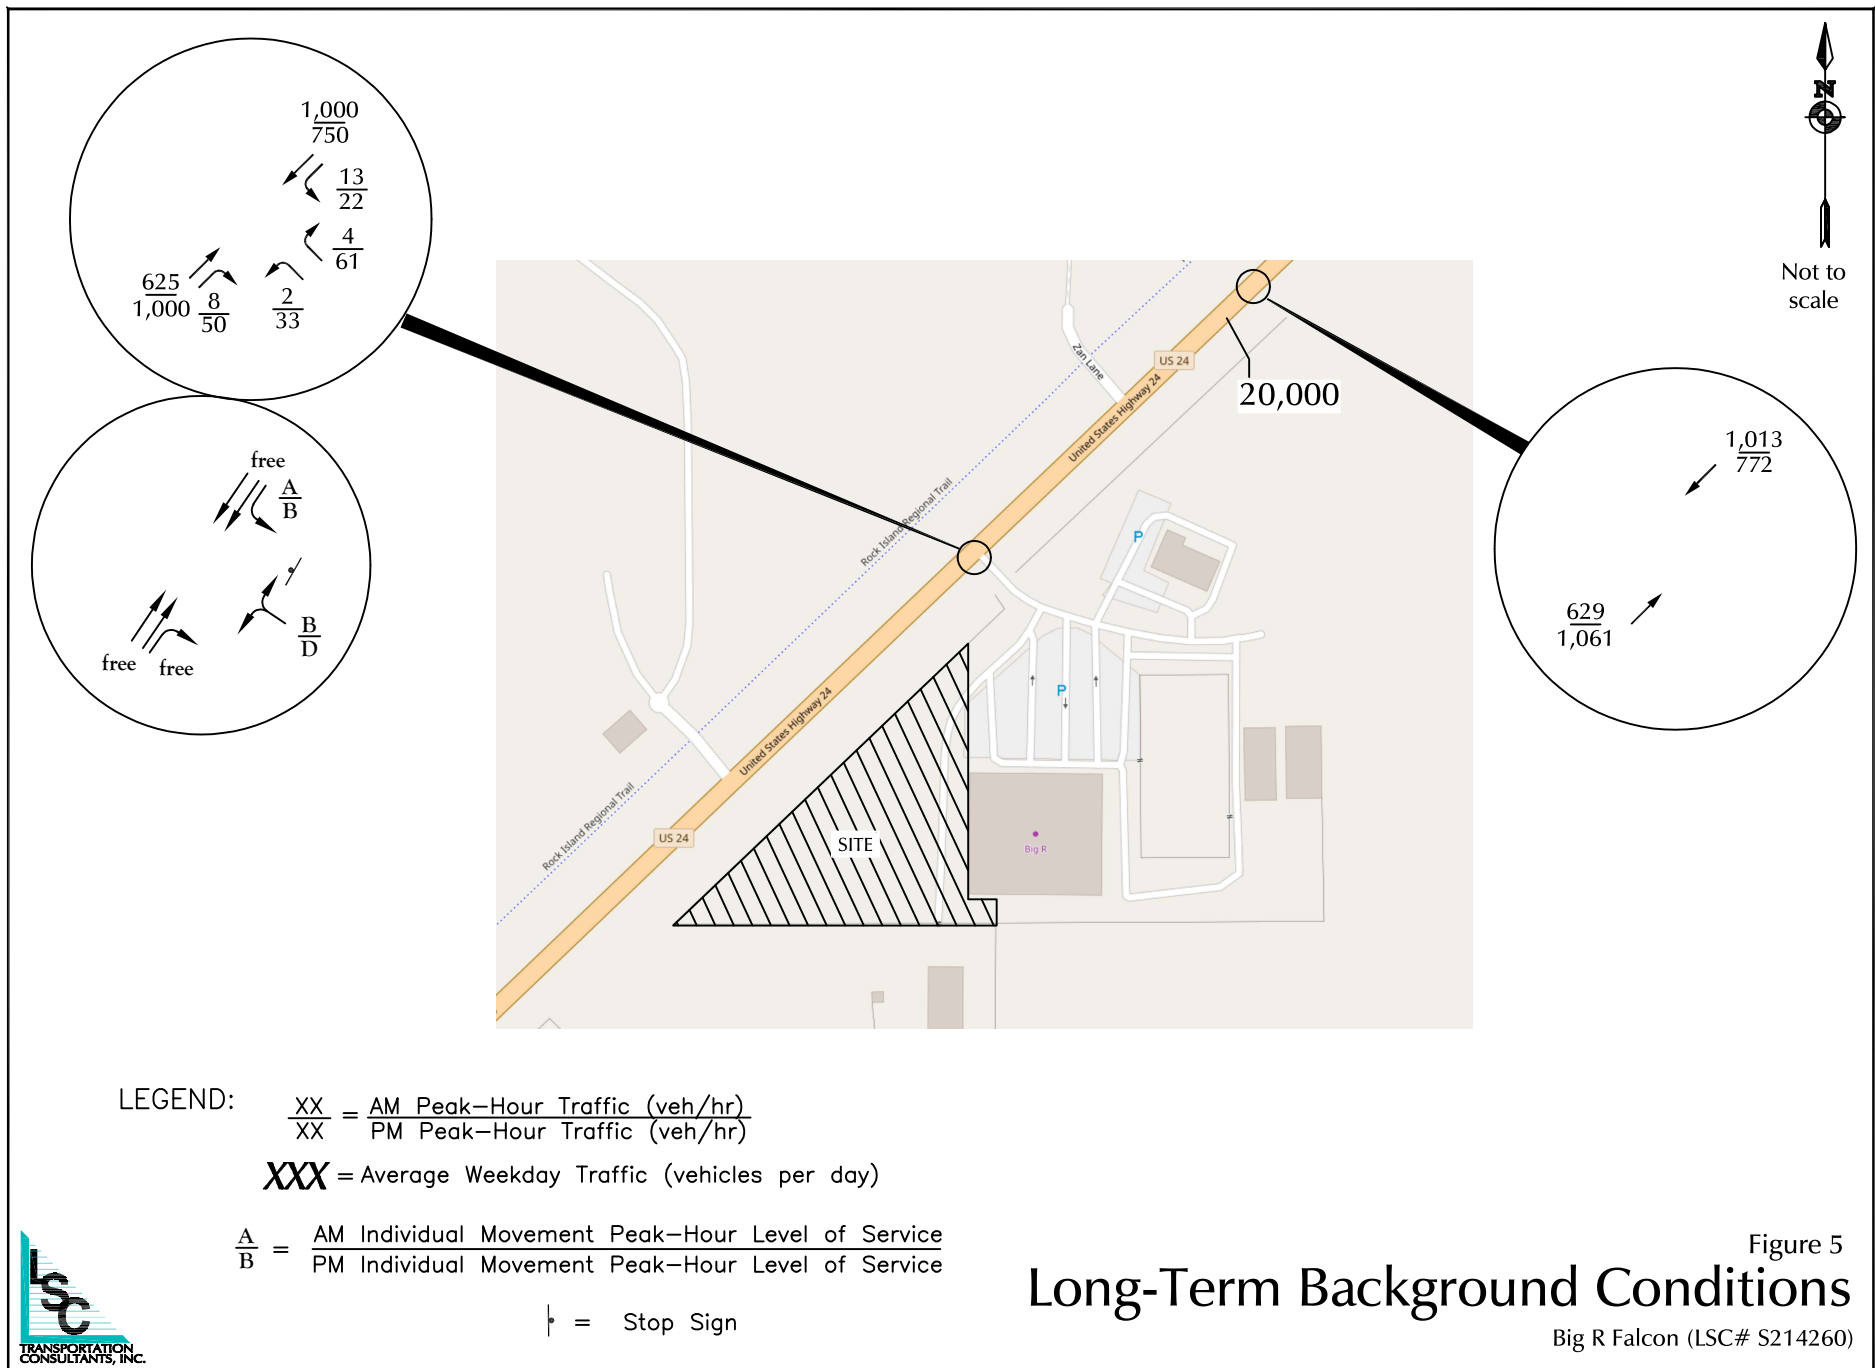 1,000
750
13
22
4
61
625
1,000
8
50
2
33
N
Not to
scale
free
A
B
B
D
free
free
Zan Lane
US 24
United States Highway 24
20,000
1,013
772
629
1,061
Rock Island Regional Trail
P
P
United States Highway 24
US 24
Rock Island Regional Trail
SITE
Big R
LEGEND:
XX = AM Peak-Hour Traffic (veh/hr)
XX PM Peak-Hour Traffic (veh/hr)
XXX = Average Weekday Traffic (vehicles per day)
A = AM Individual Movement Peak-Hour Level of Service
B PM Individual Movement Peak-Hour Level of Service
= Stop Sign
LSC
TRANSPORTATION
CONSULTANTS, INC.
Figure 5
Long-Term Background Conditions
Big R Falcon (LSC# S214260)